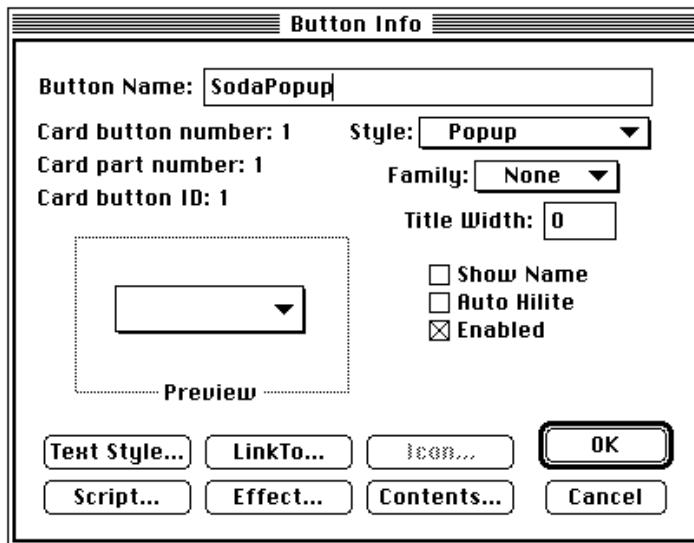 Button Info
Button Name: SodaPopup
Card button number: 1
Style: Popup
Card part number: 1
Family: None
Card button ID: 1
Title Width: 0
Show Name
Auto Hilite
Enabled
Preview
Text Style...
LinkTo...
Icon...
OK
Script...
Effect...
Contents...
Cancel